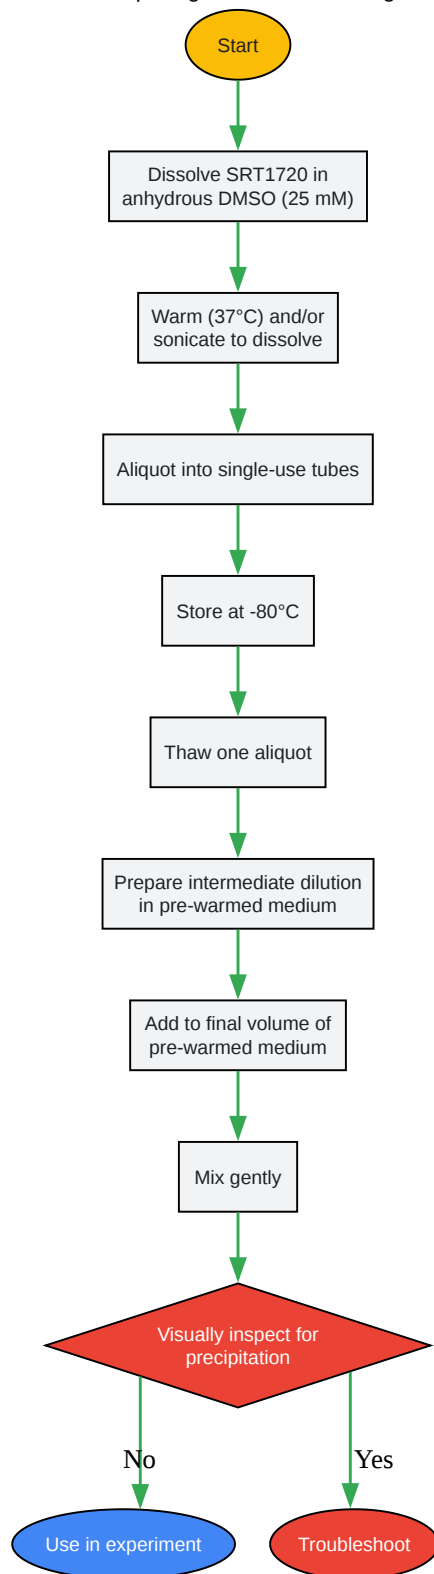 Start
Dissolve SRT1720 in
anhydrous DMSO (25 mM)
Warm (37°C) and/or
sonicate to dissolve
Aliquot into single-use tubes
Store at -80°C
Thaw one aliquot
Prepare intermediate dilution
in pre-warmed medium
Add to final volume of
pre-warmed medium
Mix gently
Visually inspect for
precipitation
No
Yes
Use in experiment
Troubleshoot